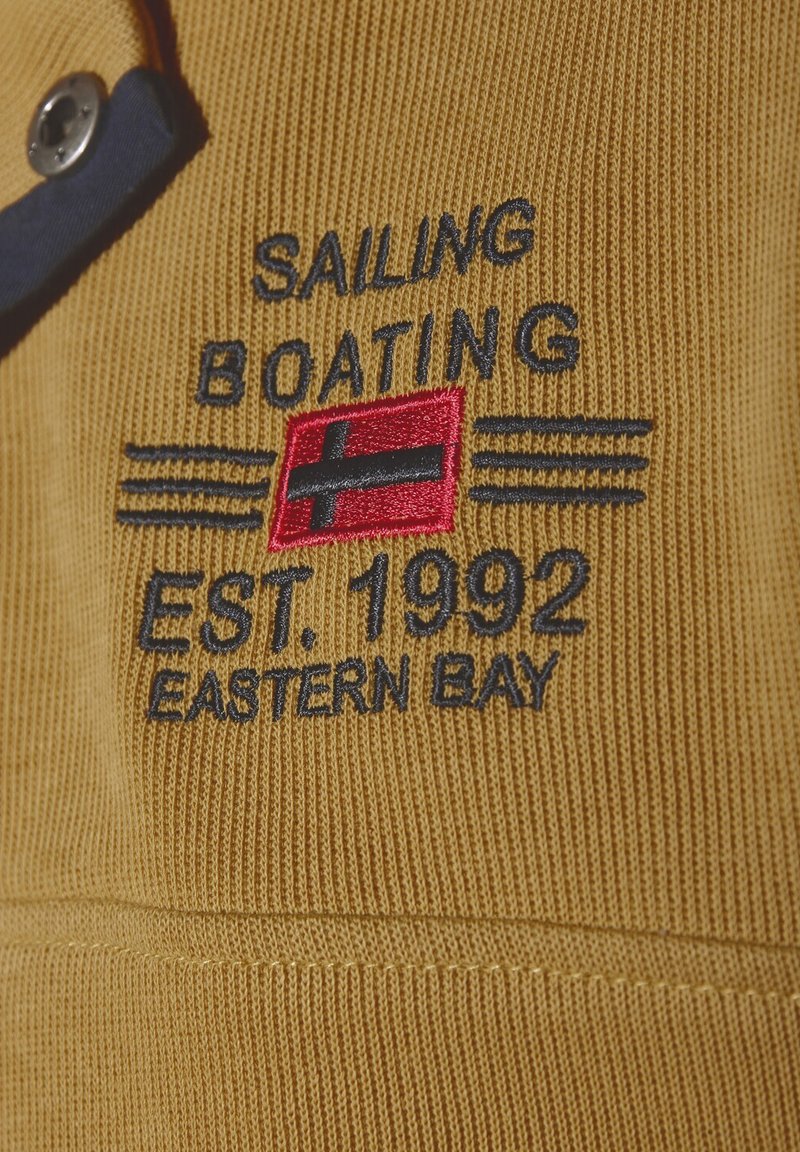 SAILING
BOATING
EST. 1992
EASTERN BAY